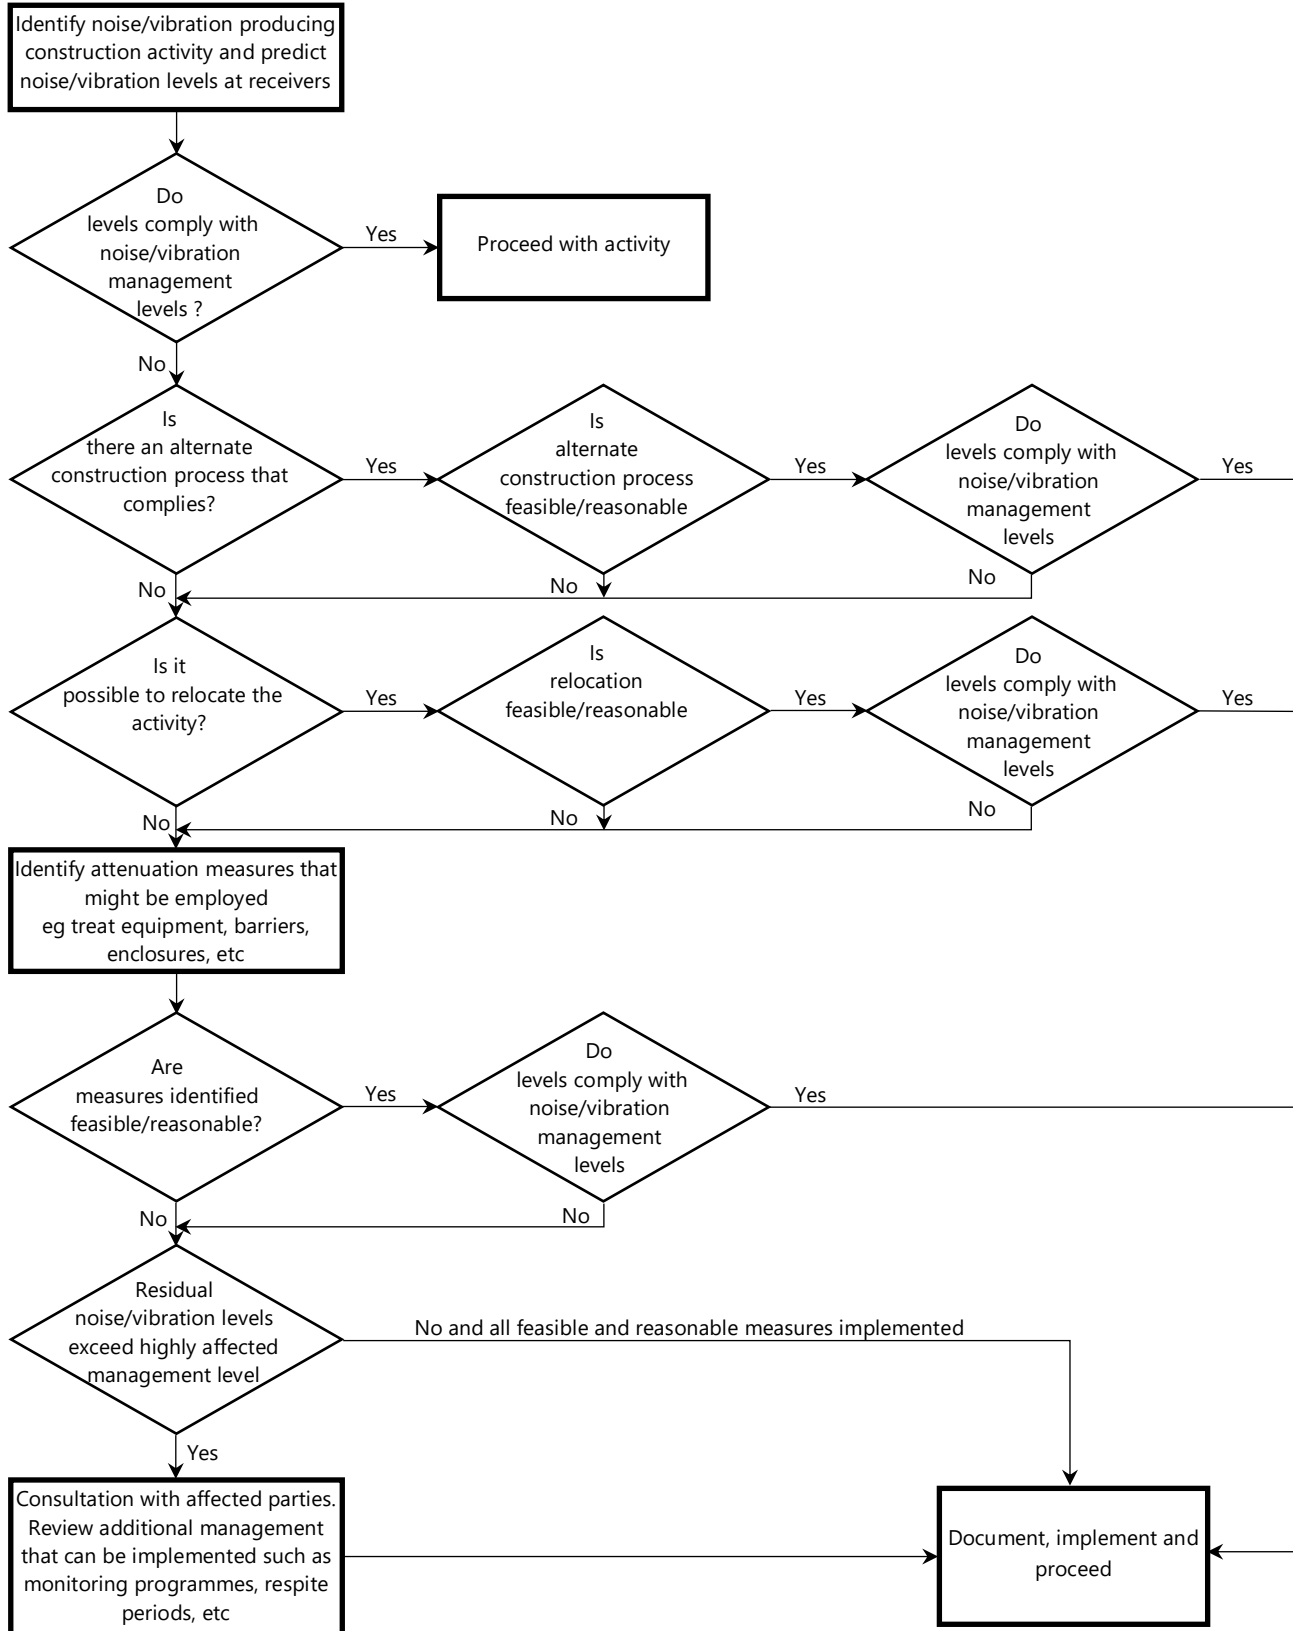 Identify noise/vibration producing
construction activity and predict
noise/vibration levels at receivers
Do
levels comply with
noise/vibration
management
levels ?
Yes
Proceed with activity
No
Is
there an alternate
construction process that
complies?
Yes
Is
alternate
construction process
feasible/reasonable
Yes
Do
levels comply with
noise/vibration
management
levels
Yes
No
No
No
Is it
possible to relocate the
activity?
Yes
Is
relocation
feasible/reasonable
Yes
Do
levels comply with
noise/vibration
management
levels
Yes
No
No
No
Identify attenuation measures that
might be employed
eg treat equipment, barriers,
enclosures, etc
Are
measures identified
feasible/reasonable?
Yes
Do
levels comply with
noise/vibration
management
levels
Yes
No
No
Residual
noise/vibration levels
exceed highly affected
management level
No and all feasible and reasonable measures implemented
Yes
Consultation with affected parties.
Review additional management
that can be implemented such as
monitoring programmes, respite
periods, etc
Document, implement and
proceed